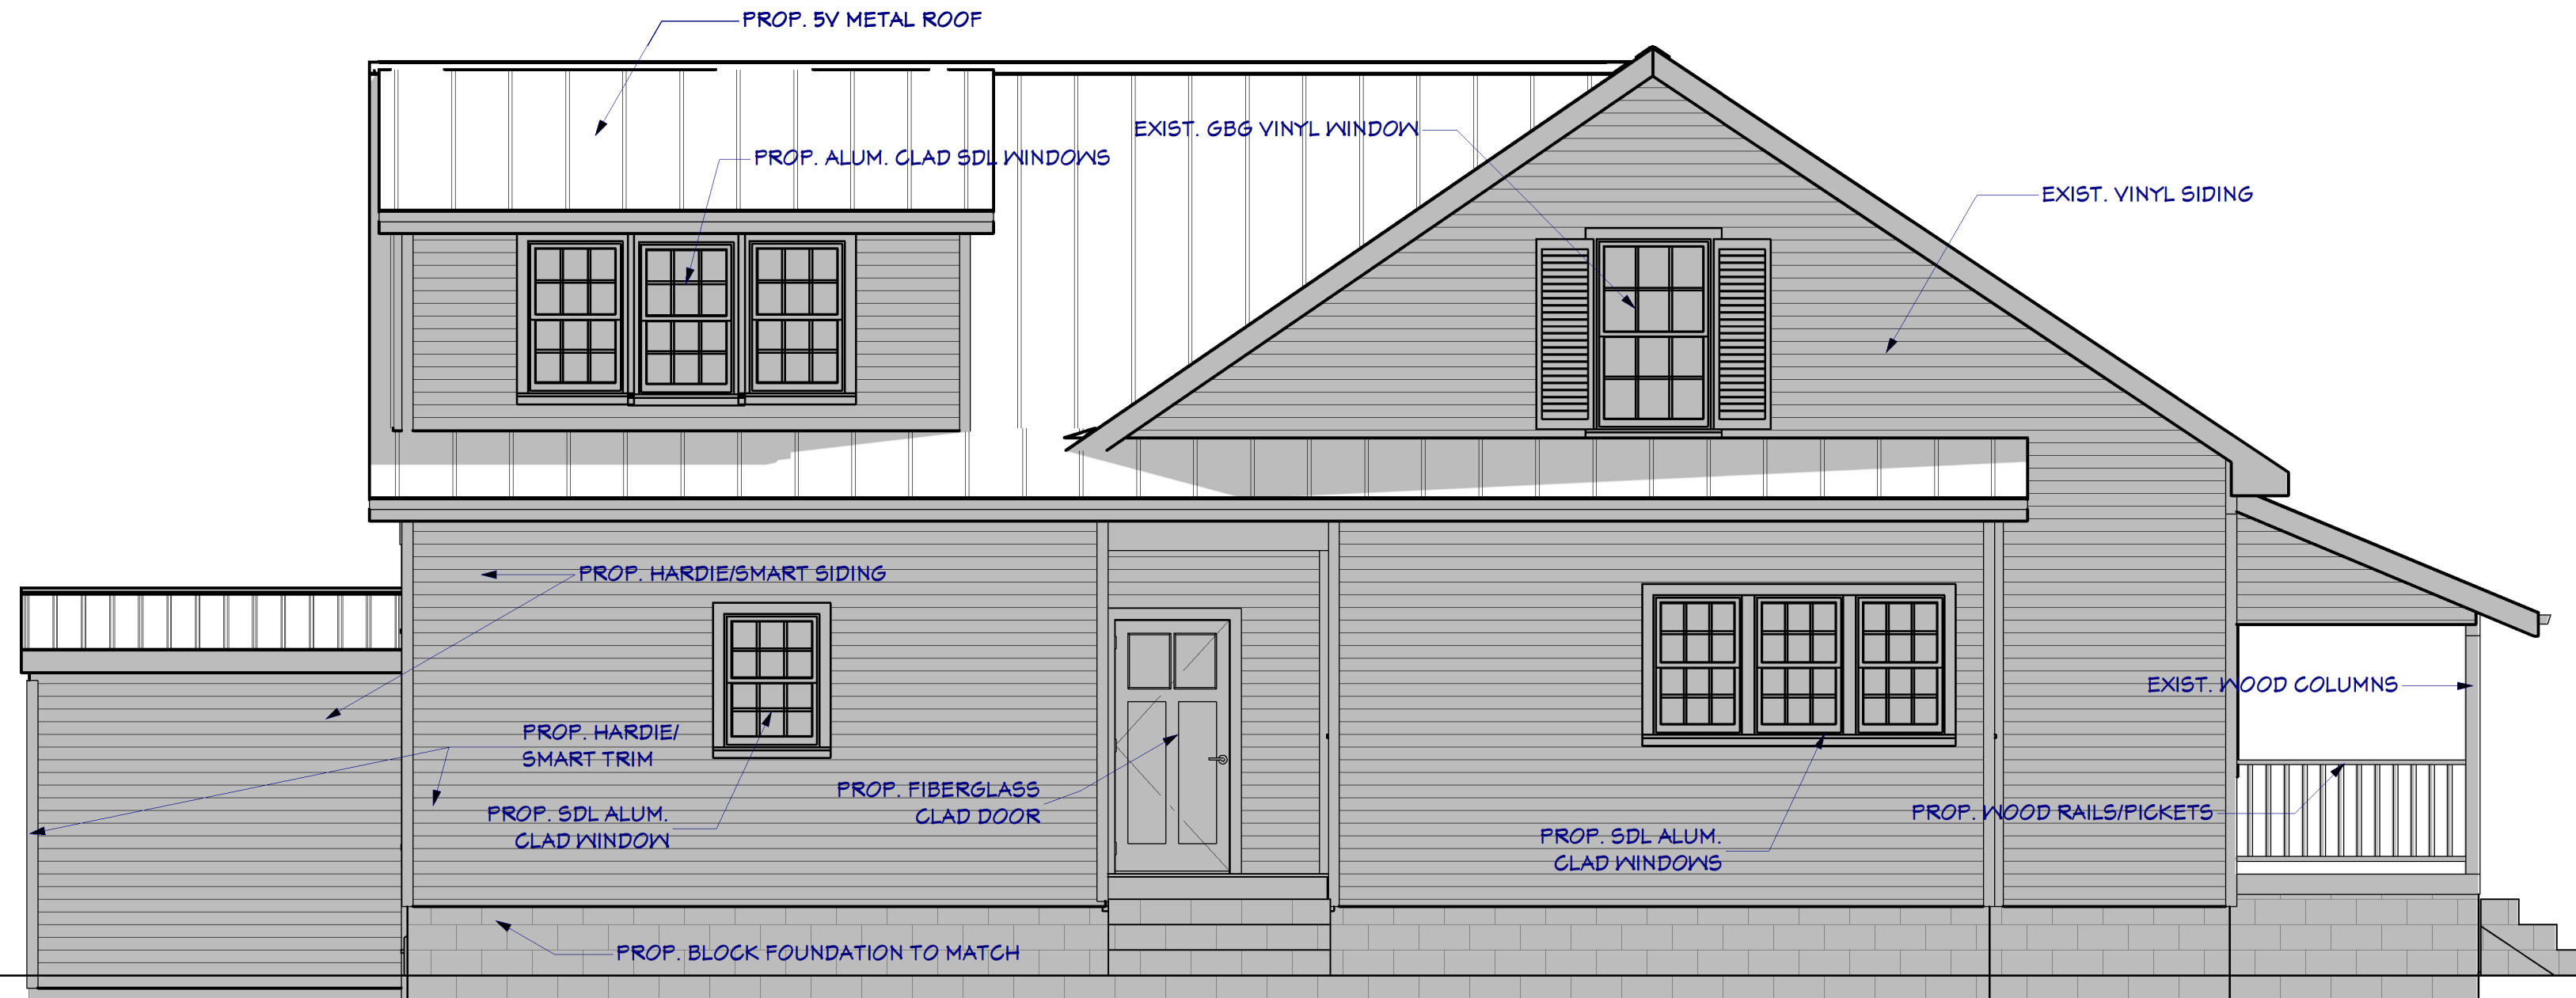 PROP. 5V METAL ROOF
EXIST. GBG VINYL WINDOW
PROP. ALUM. CLAD SDL WINDOWS
EXIST. VINYL SIDING
PROP. HARDIE/SMART SIDING
EXIST. WOOD COLUMNS
PROP. HARDIE/
SMART TRIM
PROP. FIBERGLASS
CLAD DOOR
PROP. SDL ALUM.
CLAD WINDOW
PROP. WOOD RAILS/PICKETS
PROP. SDL ALUM.
CLAD WINDOWS
PROP. BLOCK FOUNDATION TO MATCH